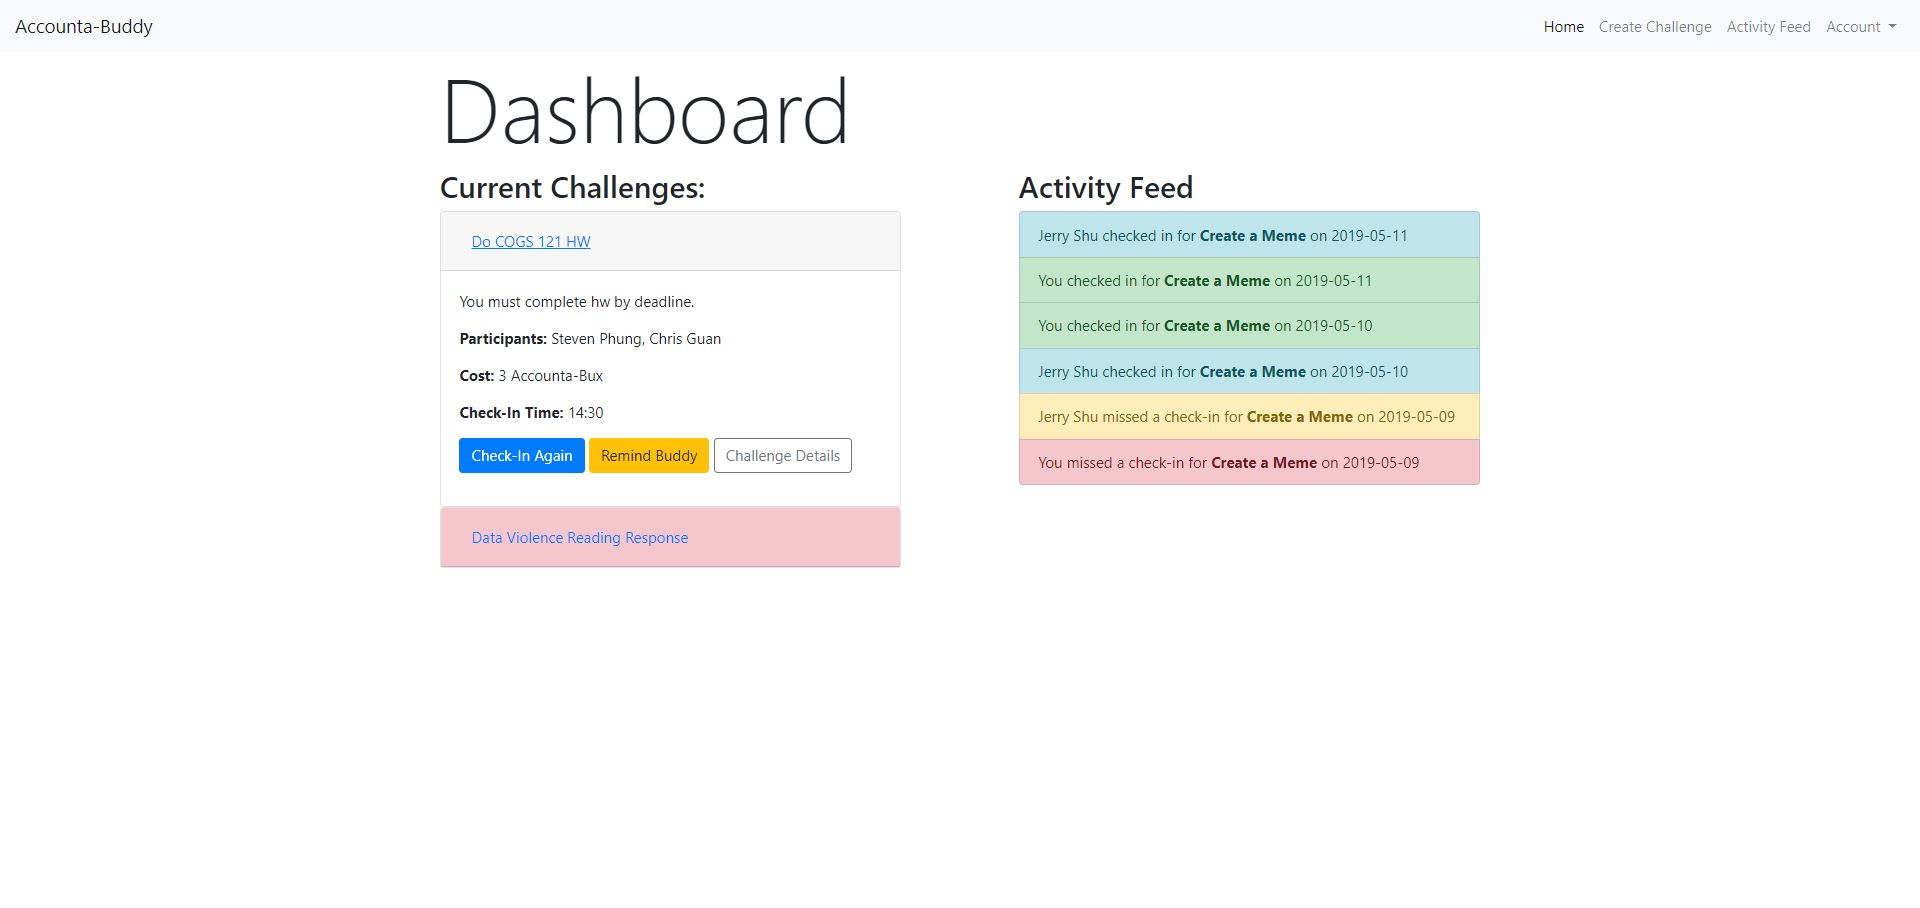 Accounta-Buddy
Home Create Challenge Activity Feed Account
Dashboard
Current Challenges:
Do COGS 121 HW
You must complete hw by deadline.
Participants: Steven Phung, Chris Guan
Cost: 3 Accounta-Bux
Check-In Time: 14:30
Check-In Again Remind Buddy Challenge Details
Data Violence Reading Response
Activity Feed
Jerry Shu checked in for Create a Meme on 2019-05-11
You checked in for Create a Meme on 2019-05-11
You checked in for Create a Meme on 2019-05-10
Jerry Shu checked in for Create a Meme on 2019-05-10
Jerry Shu missed a check-in for Create a Meme on 2019-05-09
You missed a check-in for Create a Meme on 2019-05-09